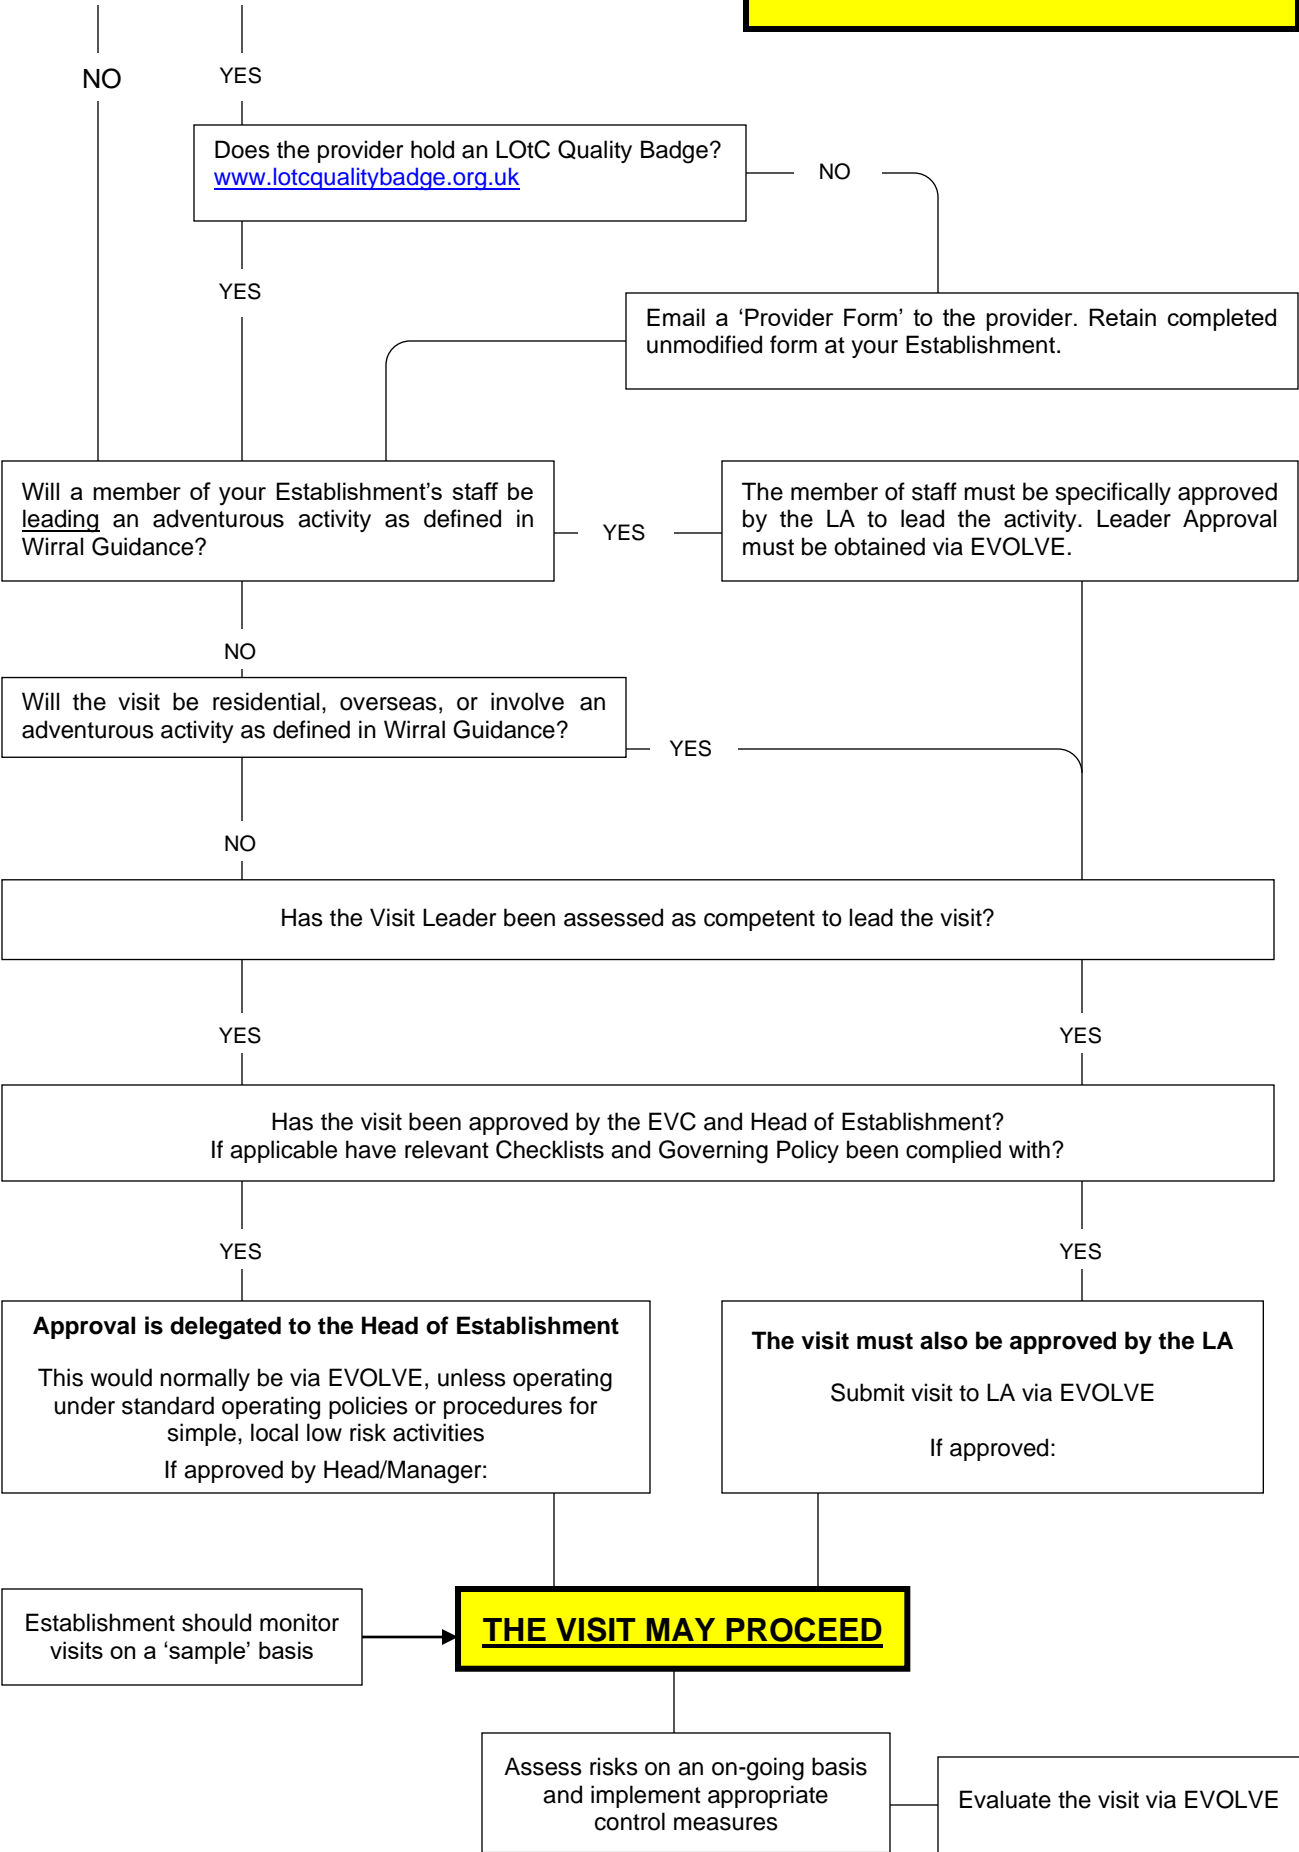 NO
YES
Does the provider hold an LOtC Quality Badge?
www.lotcqualitybadge.org.uk
NO
YES
Email a ‘Provider Form’ to the provider. Retain completed
unmodified form at your Establishment.
Will a member of your Establishment’s staff be
leading an adventurous activity as defined in
Wirral Guidance?
YES
The member of staff must be specifically approved
by the LA to lead the activity. Leader Approval
must be obtained via EVOLVE.
NO
Will the visit be residential, overseas, or involve an
adventurous activity as defined in Wirral Guidance?
YES
NO
Has the Visit Leader been assessed as competent to lead the visit?
YES
YES
Has the visit been approved by the EVC and Head of Establishment?
If applicable have relevant Checklists and Governing Policy been complied with?
YES
YES
Approval is delegated to the Head of Establishment
This would normally be via EVOLVE, unless operating
under standard operating policies or procedures for
simple, local low risk activities
If approved by Head/Manager:
The visit must also be approved by the LA
Submit visit to LA via EVOLVE
If approved:
Establishment should monitor
visits on a ‘sample’ basis
THE VISIT MAY PROCEED
Assess risks on an on-going basis
and implement appropriate
control measures
Evaluate the visit via EVOLVE